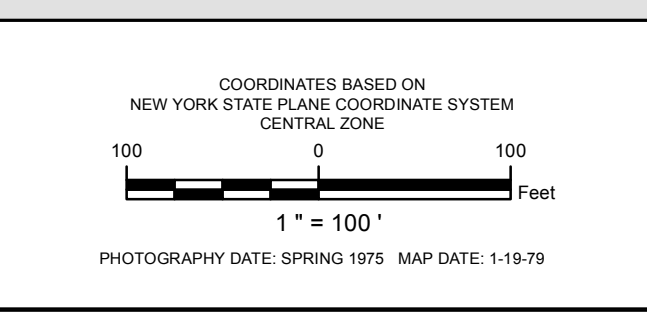 COORDINATES BASED ON
NEW YORK STATE PLANE COORDINATE SYSTEM
CENTRAL ZONE
100 0 100
Feet
1 " = 100 '
PHOTOGRAPHY DATE: SPRING 1975 MAP DATE: 1-19-79